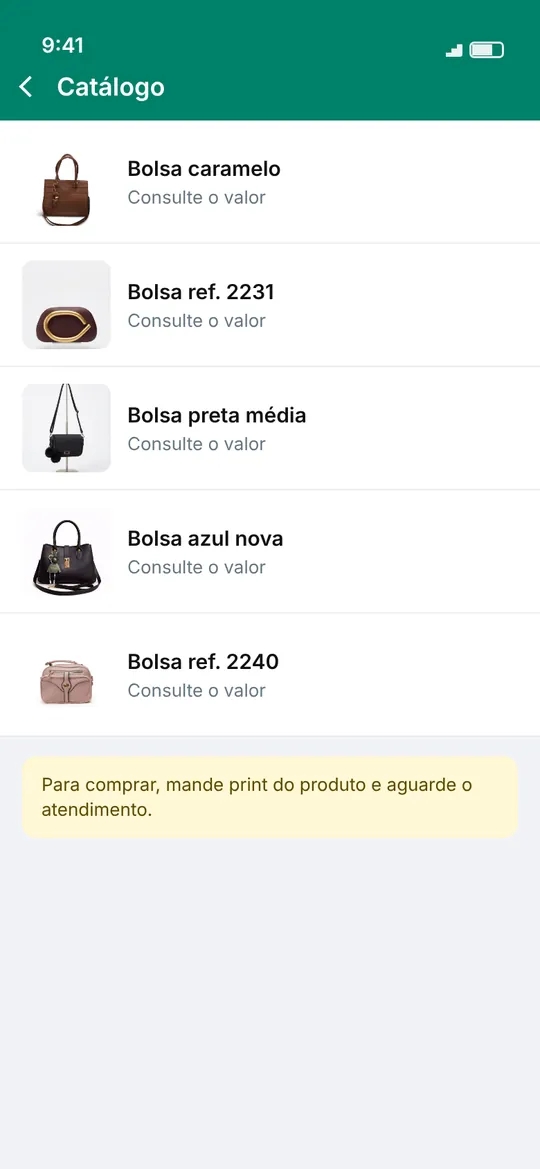 9:41
Catálogo
Bolsa caramelo
Consulte o valor
Bolsa ref. 2231
Consulte o valor
Bolsa preta média
Consulte o valor
Bolsa azul nova
Consulte o valor
Bolsa ref. 2240
Consulte o valor
Para comprar, mande print do produto e aguarde o
atendimento.